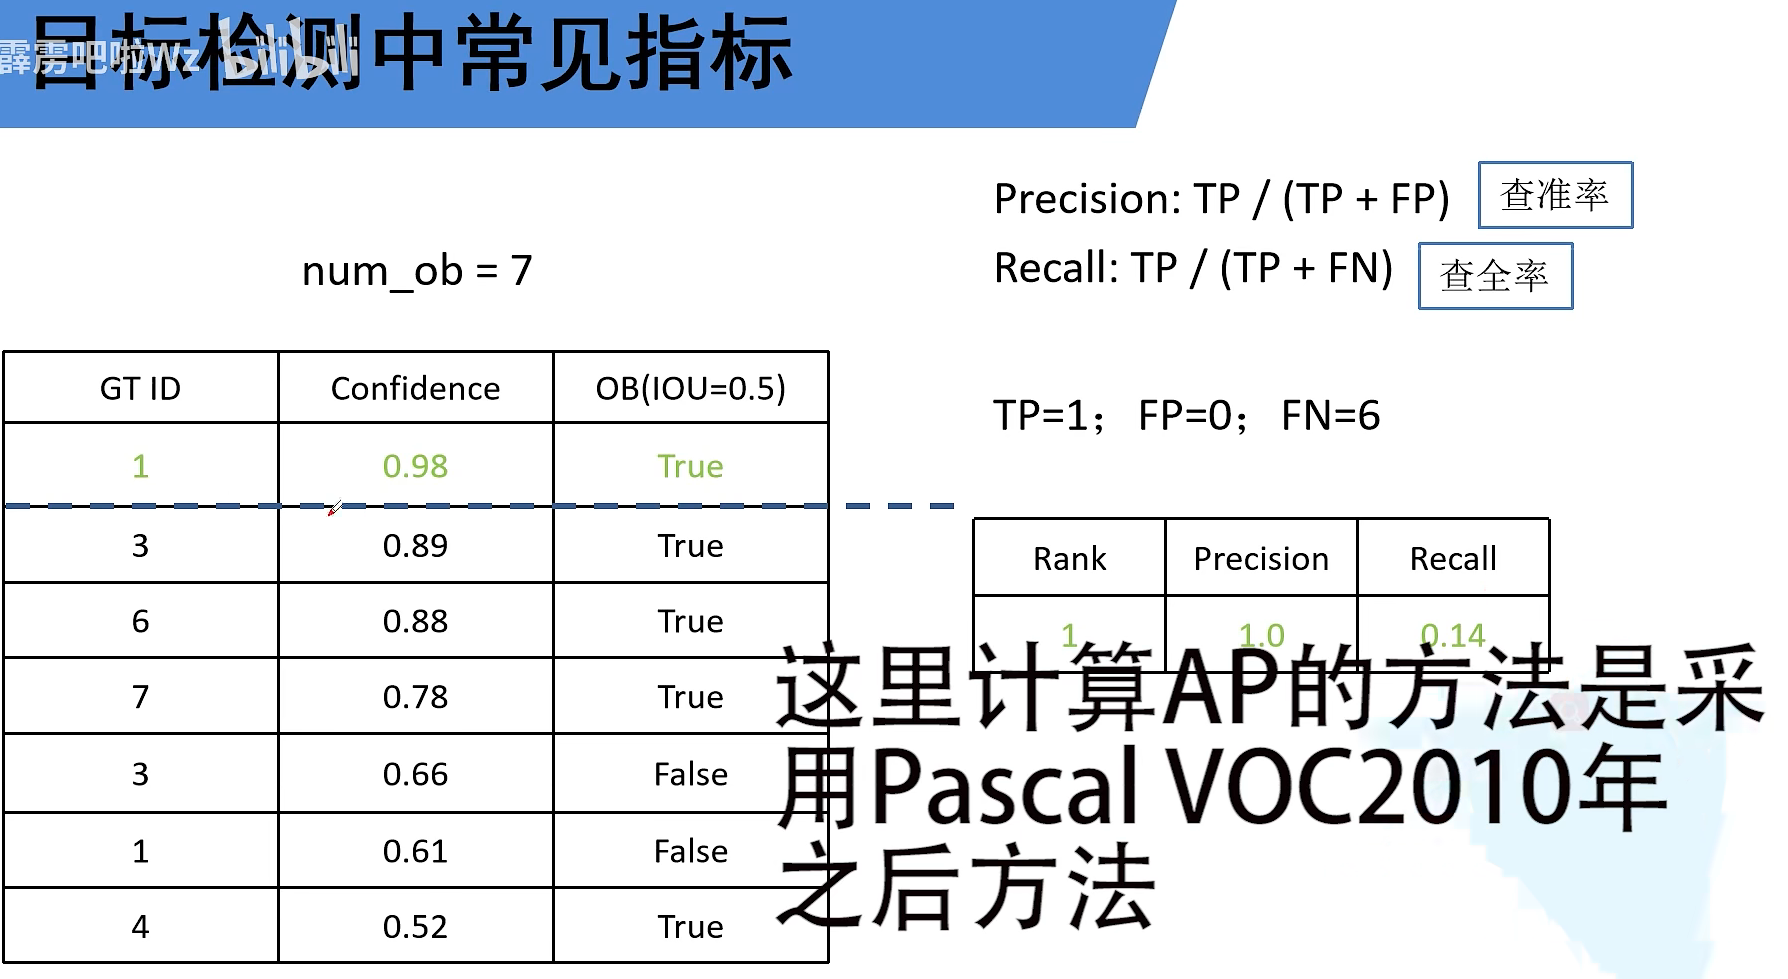 目标检测中常见指标
霹雳吧啦Wz bilibili
Precision: TP / (TP + FP) 查准率
Recall: TP / (TP + FN) 查全率
num_ob = 7
TP=1; FP=0; FN=6
GT ID Confidence OB(IOU=0.5)
1 0.98 True
3 0.89 True
6 0.88 True
7 0.78 True
3 0.66 False
1 0.61 False
4 0.52 True
Rank Precision Recall
1 1.0 0.14
这里计算AP的方法是采
用Pascal VOC2010年
之后方法